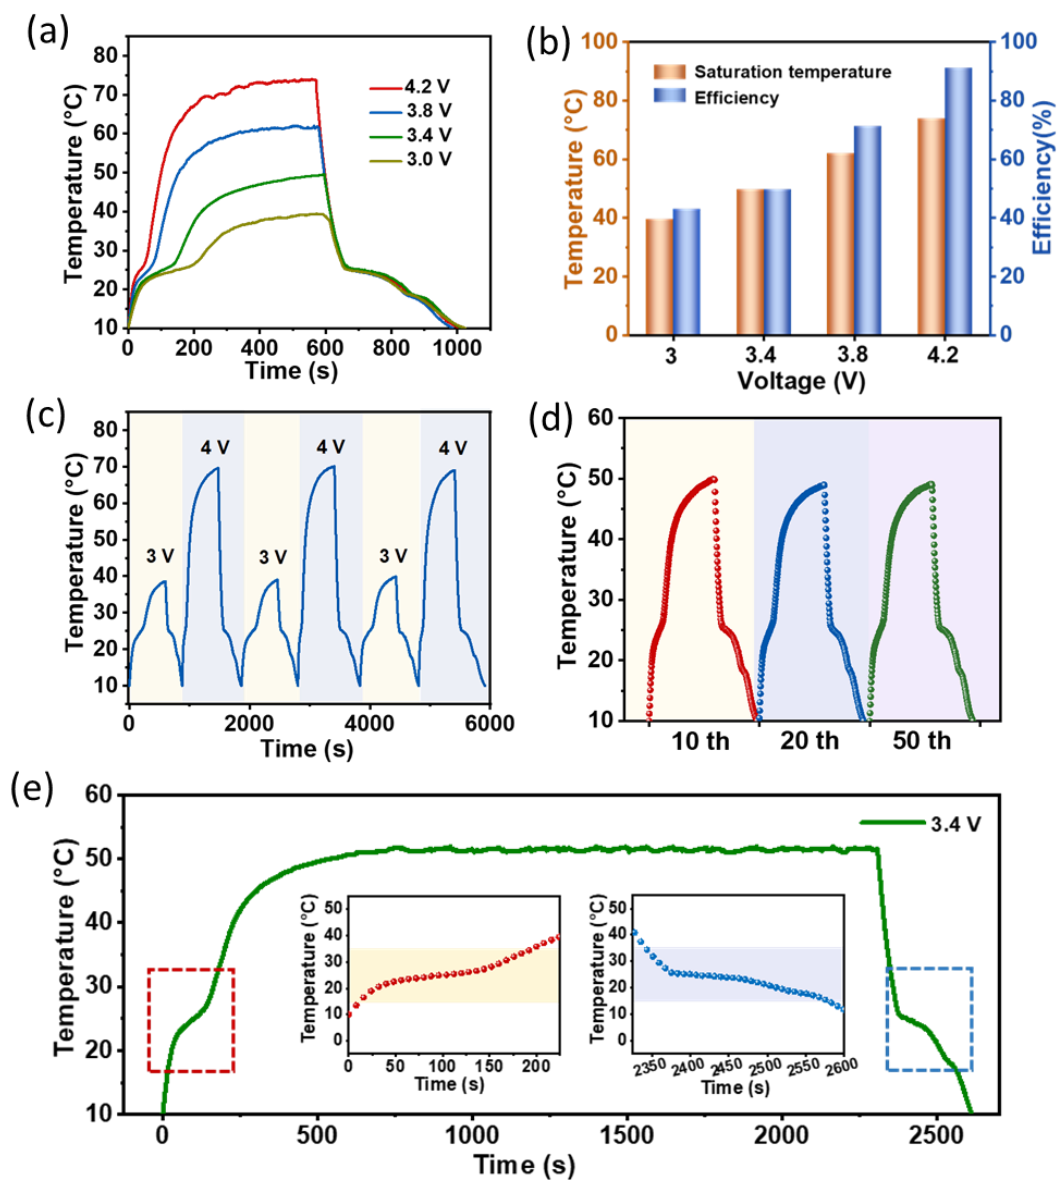 (a)
80
70
60
50
40
30
20
10
Temperature (°C)
4.2 V
3.8 V
3.4 V
3.0 V
0 200 400 600 800 1000
Time (s)
(b)
100
80
60
40
20
0
Temperature (°C)
Saturation temperature
Efficiency
100
80
60
40
20
0
Efficiency(%)
3 3.4 3.8 4.2
Voltage (V)
(c)
80
70
60
50
40
30
20
10
Temperature (°C)
3 V
4 V
3 V
4 V
3 V
4 V
0 2000 4000 6000
Time (s)
(d)
60
50
40
30
20
10
Temperature (°C)
10 th 20 th 50 th
(e)
60
50
40
30
20
10
Temperature (°C)
3.4 V
50
40
30
20
10
0
Temperature (°C)
0 50 100 150 200
Time (s)
50
40
30
20
10
0
Temperature (°C)
2350 2400 2450 2500 2550 2600
Time (s)
0 500 1000 1500 2000 2500
Time (s)